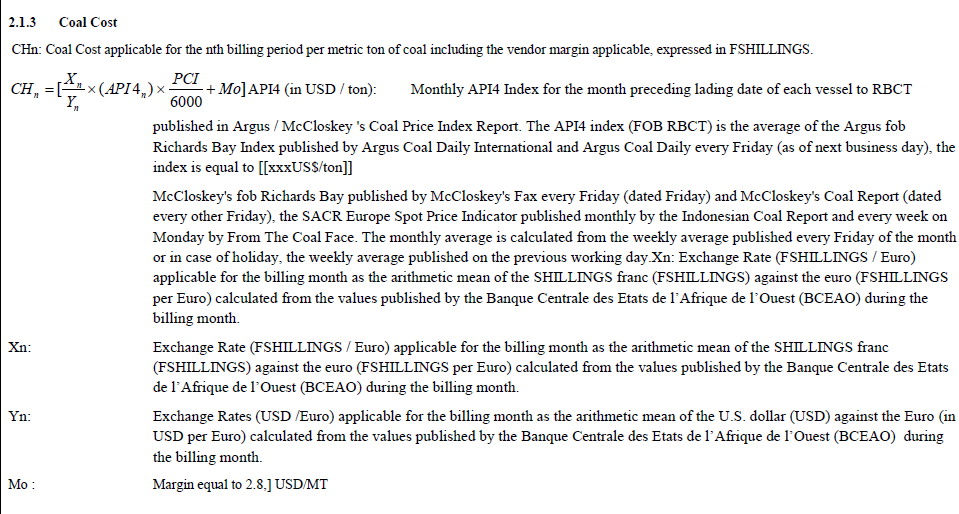 2.1.3 Coal Cost
CHn: Coal Cost applicable for the nth billing period per metric ton of coal including the vendor margin applicable, expressed in FSHILLINGS.
CHₙ = [Xₙ/Yₙ × (API4ₙ) × PCI/6000 + Mo] API4 (in USD / ton): Monthly API4 Index for the month preceding lading date of each vessel to RBCT
published in Argus / McCloskey 's Coal Price Index Report. The API4 index (FOB RBCT) is the average of the Argus fob
Richards Bay Index published by Argus Coal Daily International and Argus Coal Daily every Friday (as of next business day), the
index is equal to [[xxxUS$/ton]]
McCloskey's fob Richards Bay published by McCloskey's Fax every Friday (dated Friday) and McCloskey's Coal Report (dated
every other Friday), the SACR Europe Spot Price Indicator published monthly by the Indonesian Coal Report and every week on
Monday by From The Coal Face. The monthly average is calculated from the weekly average published every Friday of the month
or in case of holiday, the weekly average published on the previous working day.Xn: Exchange Rate (FSHILLINGS / Euro)
applicable for the billing month as the arithmetic mean of the SHILLINGS franc (FSHILLINGS) against the euro (FSHILLINGS
per Euro) calculated from the values published by the Banque Centrale des Etats de l’Afrique de l’Ouest (BCEAO) during the
billing month.
Xn: Exchange Rate (FSHILLINGS / Euro) applicable for the billing month as the arithmetic mean of the SHILLINGS franc
(FSHILLINGS) against the euro (FSHILLINGS per Euro) calculated from the values published by the Banque Centrale des Etats
de l’Afrique de l’Ouest (BCEAO) during the billing month.
Yn: Exchange Rates (USD /Euro) applicable for the billing month as the arithmetic mean of the U.S. dollar (USD) against the Euro (in
USD per Euro) calculated from the values published by the Banque Centrale des Etats de l’Afrique de l’Ouest (BCEAO) during
the billing month.
Mo : Margin equal to 2.8,] USD/MT